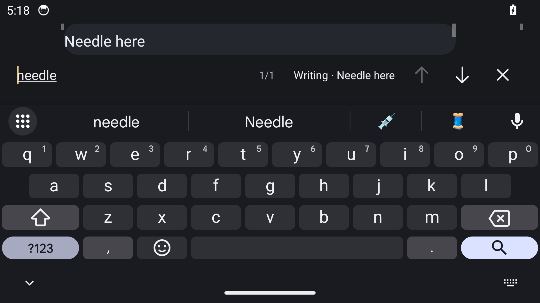 5:18
Needle here
needle 1/1 Writing · Needle here
needle Needle
q 1 w 2 e 3 r 4 t 5 y 6 u 7 i 8 o 9 p 0
a s d f g h j k l
z x c v b n m
?123 , .